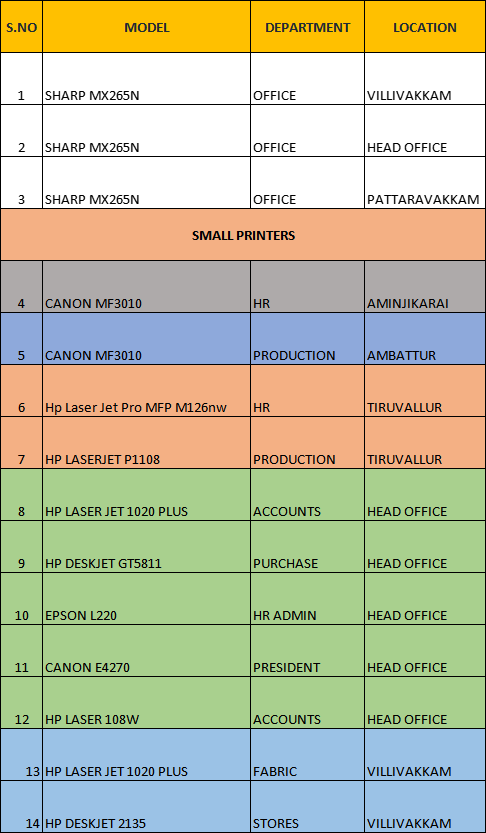 S.NO MODEL DEPARTMENT LOCATION
1 SHARP MX265N OFFICE VILLIVAKKAM
2 SHARP MX265N OFFICE HEAD OFFICE
3 SHARP MX265N OFFICE PATTARAVAKKAM
SMALL PRINTERS
4 CANON MF3010 HR AMINJIKARAI
5 CANON MF3010 PRODUCTION AMBATTUR
6 Hp Laser Jet Pro MFP M126nw HR TIRUVALLUR
7 HP LASERJET P1108 PRODUCTION TIRUVALLUR
8 HP LASER JET 1020 PLUS ACCOUNTS HEAD OFFICE
9 HP DESKJET GT5811 PURCHASE HEAD OFFICE
10 EPSON L220 HR ADMIN HEAD OFFICE
11 CANON E4270 PRESIDENT HEAD OFFICE
12 HP LASER 108W ACCOUNTS HEAD OFFICE
13 HP LASER JET 1020 PLUS FABRIC VILLIVAKKAM
14 HP DESKJET 2135 STORES VILLIVAKKAM